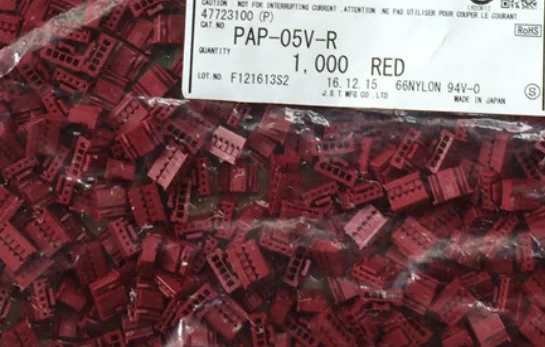 CAUTION : NOT FOR INTERRUPTING CURRENT. ATTENTION : NE PAS UTILISER POUR COUPER LE COURANT
47723100 (P)
CAT. NO.
PAP-05V-R
RoHS
QUANTITY
1,000 RED
LOT. NO. F121613S2 16.12.15 66NYLON 94V-0
J.S.T. MFG CO., LTD MADE IN JAPAN
S